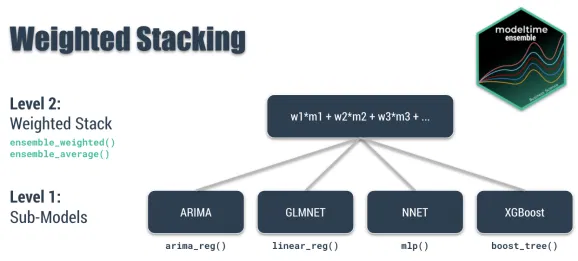 Weighted Stacking
modeltime
ensemble
Level 2:
Weighted Stack
ensemble_weighted()
ensemble_average()
w1*m1 + w2*m2 + w3*m3 + ...
Level 1:
Sub-Models
ARIMA
GLMNET
NNET
XGBoost
arima_reg()
linear_reg()
mlp()
boost_tree()